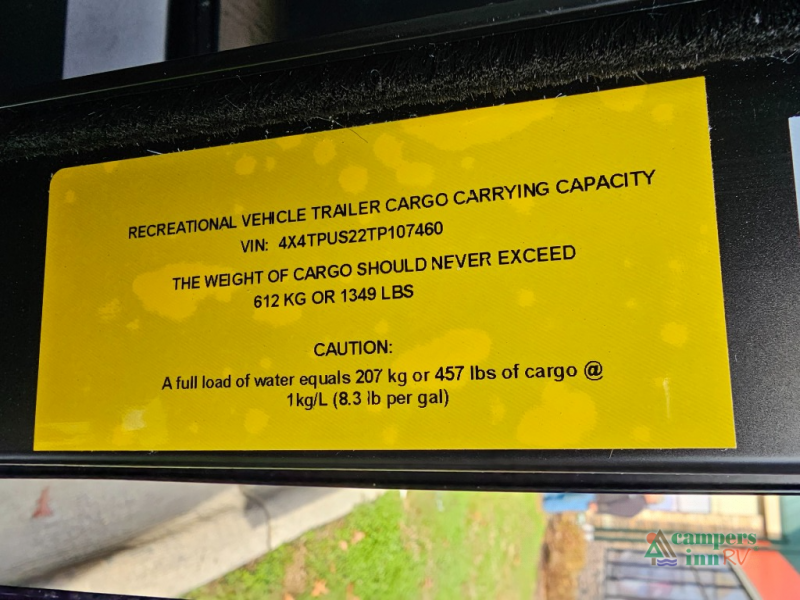 RECREATIONAL VEHICLE TRAILER CARGO CARRYING CAPACITY
VIN: 4X4TPUS22TP107460
THE WEIGHT OF CARGO SHOULD NEVER EXCEED
612 KG OR 1349 LBS
CAUTION:
A full load of water equals 207 kg or 457 lbs of cargo @
1kg/L (8.3 lb per gal)
campers
inn RV